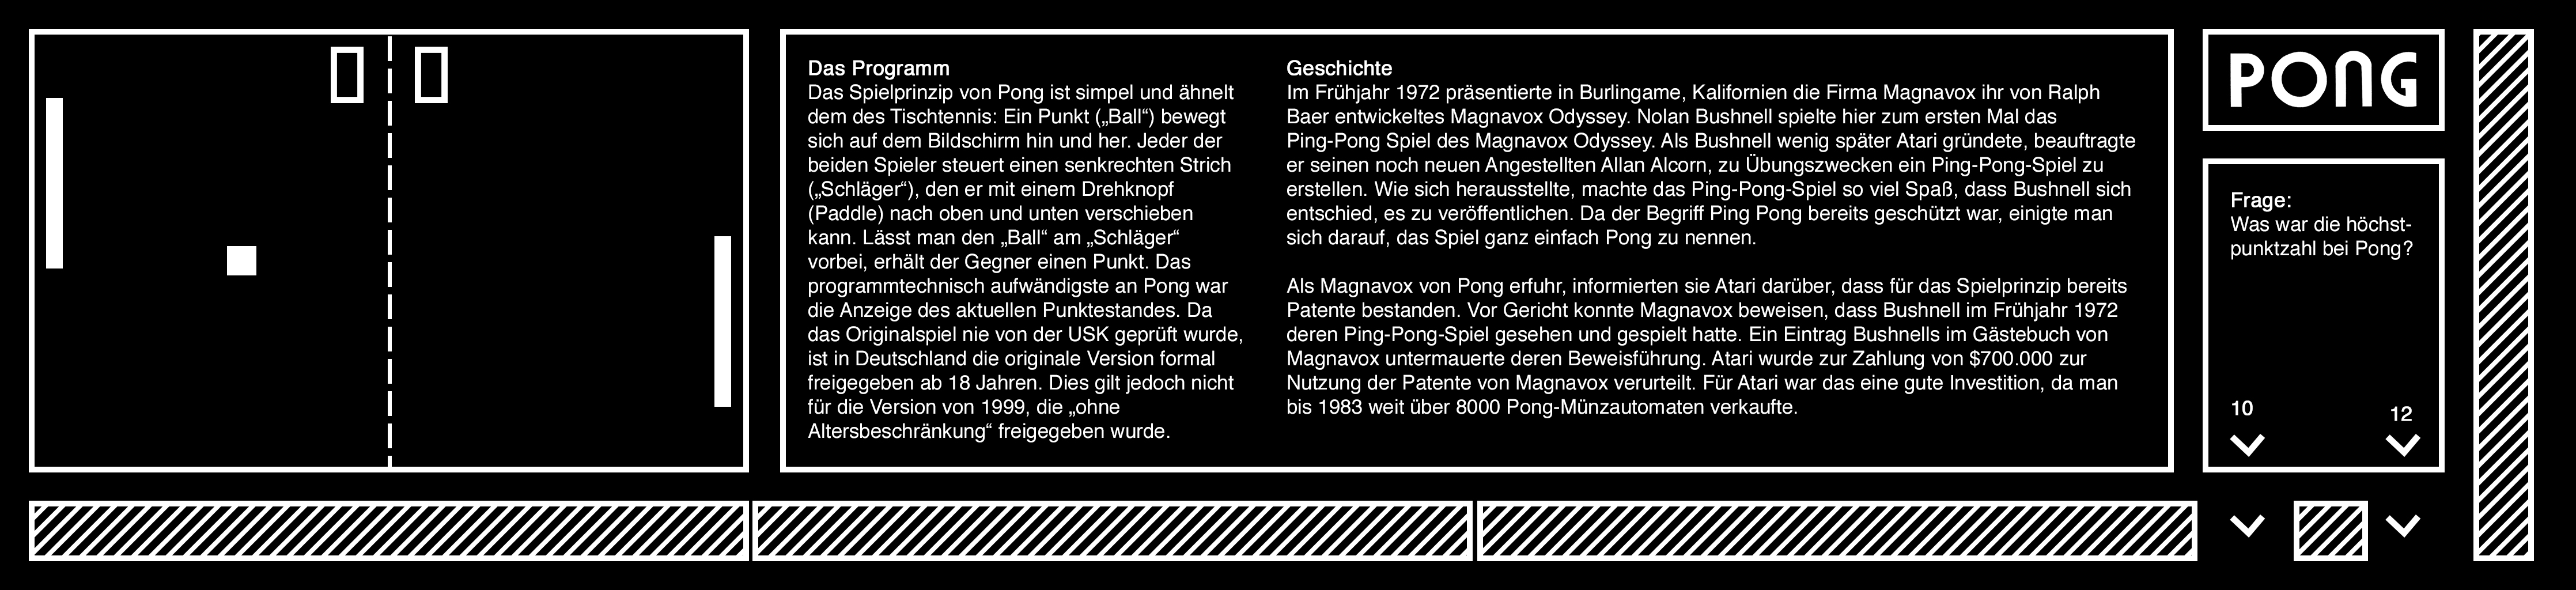 0 0
Das Programm
Das Spielprinzip von Pong ist simpel und ähnelt
dem des Tischtennis: Ein Punkt („Ball“) bewegt
sich auf dem Bildschirm hin und her. Jeder der
beiden Spieler steuert einen senkrechten Strich
(„Schläger“), den er mit einem Drehknopf
(Paddle) nach oben und unten verschieben
kann. Lässt man den „Ball“ am „Schläger“
vorbei, erhält der Gegner einen Punkt. Das
programmtechnisch aufwändigste an Pong war
die Anzeige des aktuellen Punktestandes. Da
das Originalspiel nie von der USK geprüft wurde,
ist in Deutschland die originale Version formal
freigegeben ab 18 Jahren. Dies gilt jedoch nicht
für die Version von 1999, die „ohne
Altersbeschränkung“ freigegeben wurde.
Geschichte
Im Frühjahr 1972 präsentierte in Burlingame, Kalifornien die Firma Magnavox ihr von Ralph
Baer entwickeltes Magnavox Odyssey. Nolan Bushnell spielte hier zum ersten Mal das
Ping-Pong Spiel des Magnavox Odyssey. Als Bushnell wenig später Atari gründete, beauftragte
er seinen noch neuen Angestellten Allan Alcorn, zu Übungszwecken ein Ping-Pong-Spiel zu
erstellen. Wie sich herausstellte, machte das Ping-Pong-Spiel so viel Spaß, dass Bushnell sich
entschied, es zu veröffentlichen. Da der Begriff Ping Pong bereits geschützt war, einigte man
sich darauf, das Spiel ganz einfach Pong zu nennen.
Als Magnavox von Pong erfuhr, informierten sie Atari darüber, dass für das Spielprinzip bereits
Patente bestanden. Vor Gericht konnte Magnavox beweisen, dass Bushnell im Frühjahr 1972
deren Ping-Pong-Spiel gesehen und gespielt hatte. Ein Eintrag Bushnells im Gästebuch von
Magnavox untermauerte deren Beweisführung. Atari wurde zur Zahlung von $700.000 zur
Nutzung der Patente von Magnavox verurteilt. Für Atari war das eine gute Investition, da man
bis 1983 weit über 8000 Pong-Münzautomaten verkaufte.
PONG
Frage:
Was war die höchst-
punktzahl bei Pong?
10 12